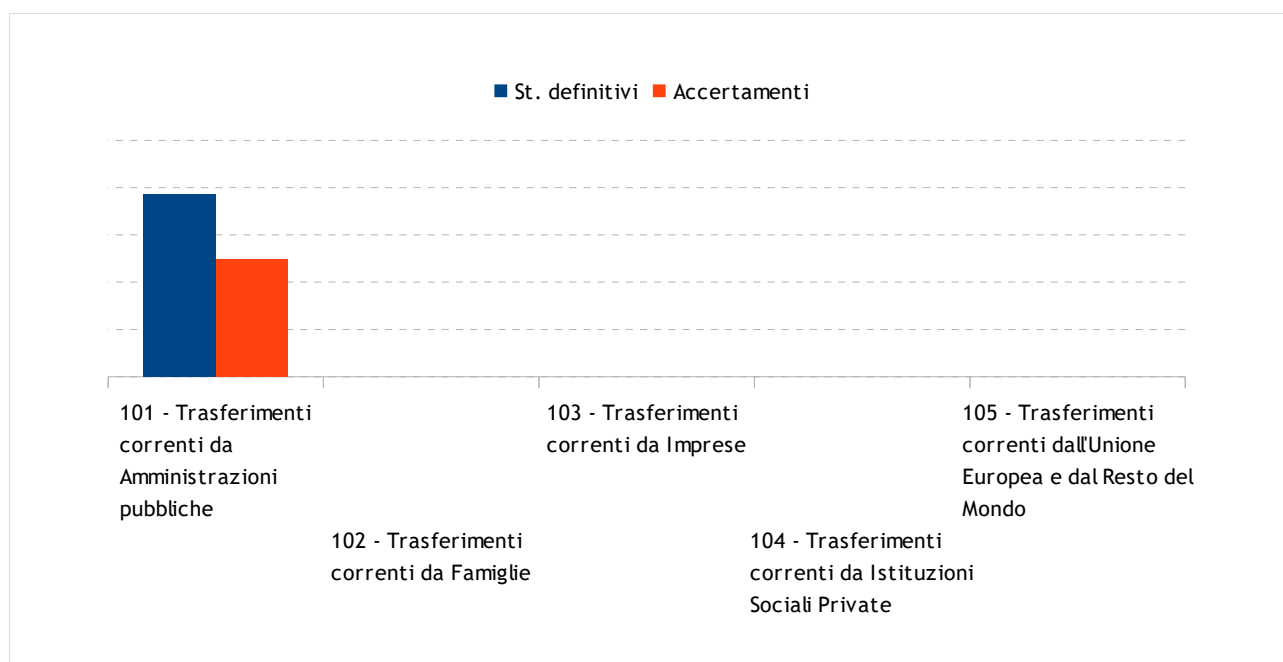 St. definitivi Accertamenti
101 - Trasferimenti
correnti da
Amministrazioni
pubbliche
102 - Trasferimenti
correnti da Famiglie
103 - Trasferimenti
correnti da Imprese
104 - Trasferimenti
correnti da Istituzioni
Sociali Private
105 - Trasferimenti
correnti dall'Unione
Europea e dal Resto del
Mondo